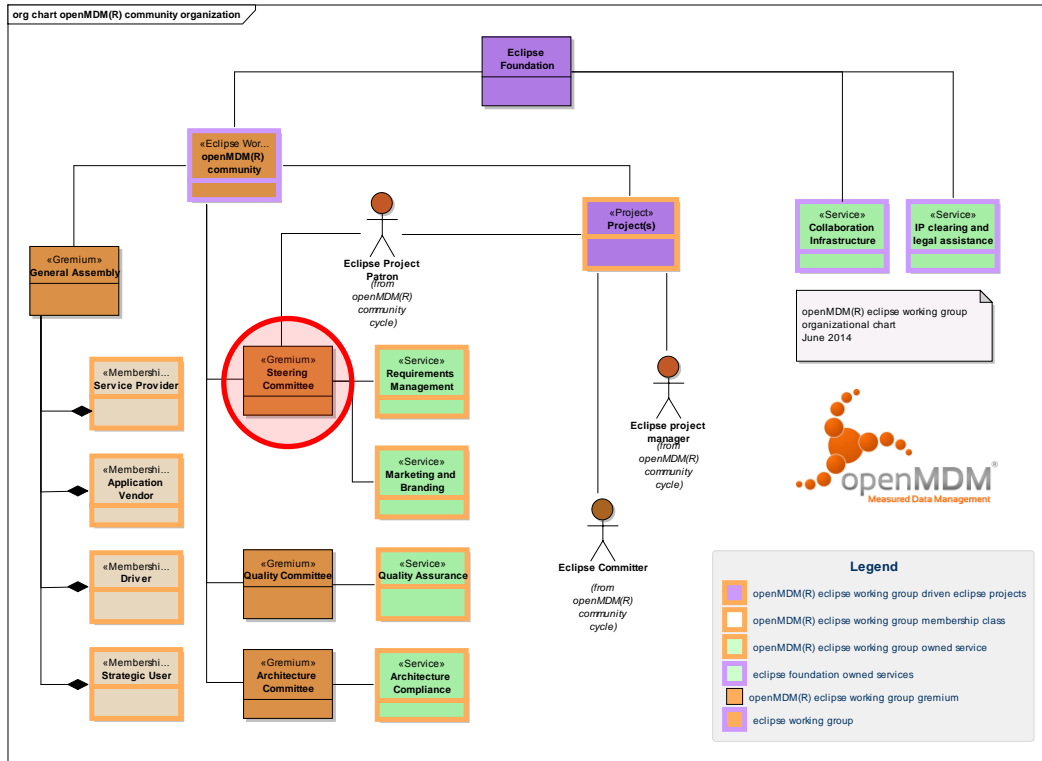 org chart openMDM(R) community organization
Eclipse
Foundation
«Eclipse Wor...
openMDM(R)
community
«Project»
Project(s)
«Service»
Collaboration
Infrastructure
«Service»
IP clearing and
legal assistance
Eclipse Project
Patron
(from
openMDM(R)
community
cycle)
«Gremium»
General Assembly
openMDM(R) eclipse working group
organizational chart
June 2014
«Gremium»
Steering
Committee
«Service»
Requirements
Management
«Membershi...
Service Provider
Eclipse project
manager
(from
openMDM(R)
community
cycle)
«Membershi...
Application
Vendor
«Service»
Marketing and
Branding
openMDM®
Measured Data Management
«Membershi...
Driver
«Gremium»
Quality Committee
«Service»
Quality Assurance
Eclipse Committer
(from
openMDM(R)
community
cycle)
«Membershi...
Strategic User
«Gremium»
Architecture
Committee
«Service»
Architecture
Compliance
Legend
openMDM(R) eclipse working group driven eclipse projects
openMDM(R) eclipse working group membership class
openMDM(R) eclipse working group owned service
eclipse foundation owned services
openMDM(R) eclipse working group gremium
eclipse working group